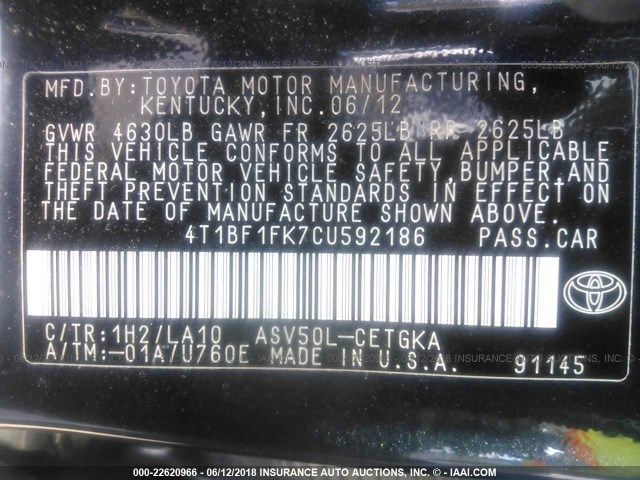 MFD.BY:TOYOTA MOTOR MANUFACTURING,
KENTUCKY,INC.06/12
GVWR 4630LB GAWR FR 2625LB RR 2625LB
THIS VEHICLE CONFORMS TO ALL APPLICABLE
FEDERAL MOTOR VEHICLE SAFETY,BUMPER,AND
THEFT PREVENTION STANDARDS IN EFFECT ON
THE DATE OF MANUFACTURE SHOWN ABOVE.
4T1BF1FK7CU592186 PASS.CAR
C/TR:1H2/LA10 ASV50L-CETGKA
A/TM:-01A/U760E MADE IN U.S.A. 91145
000-22620966 - 06/12/2018 INSURANCE AUTO AUCTIONS, INC. - © IAAI.COM